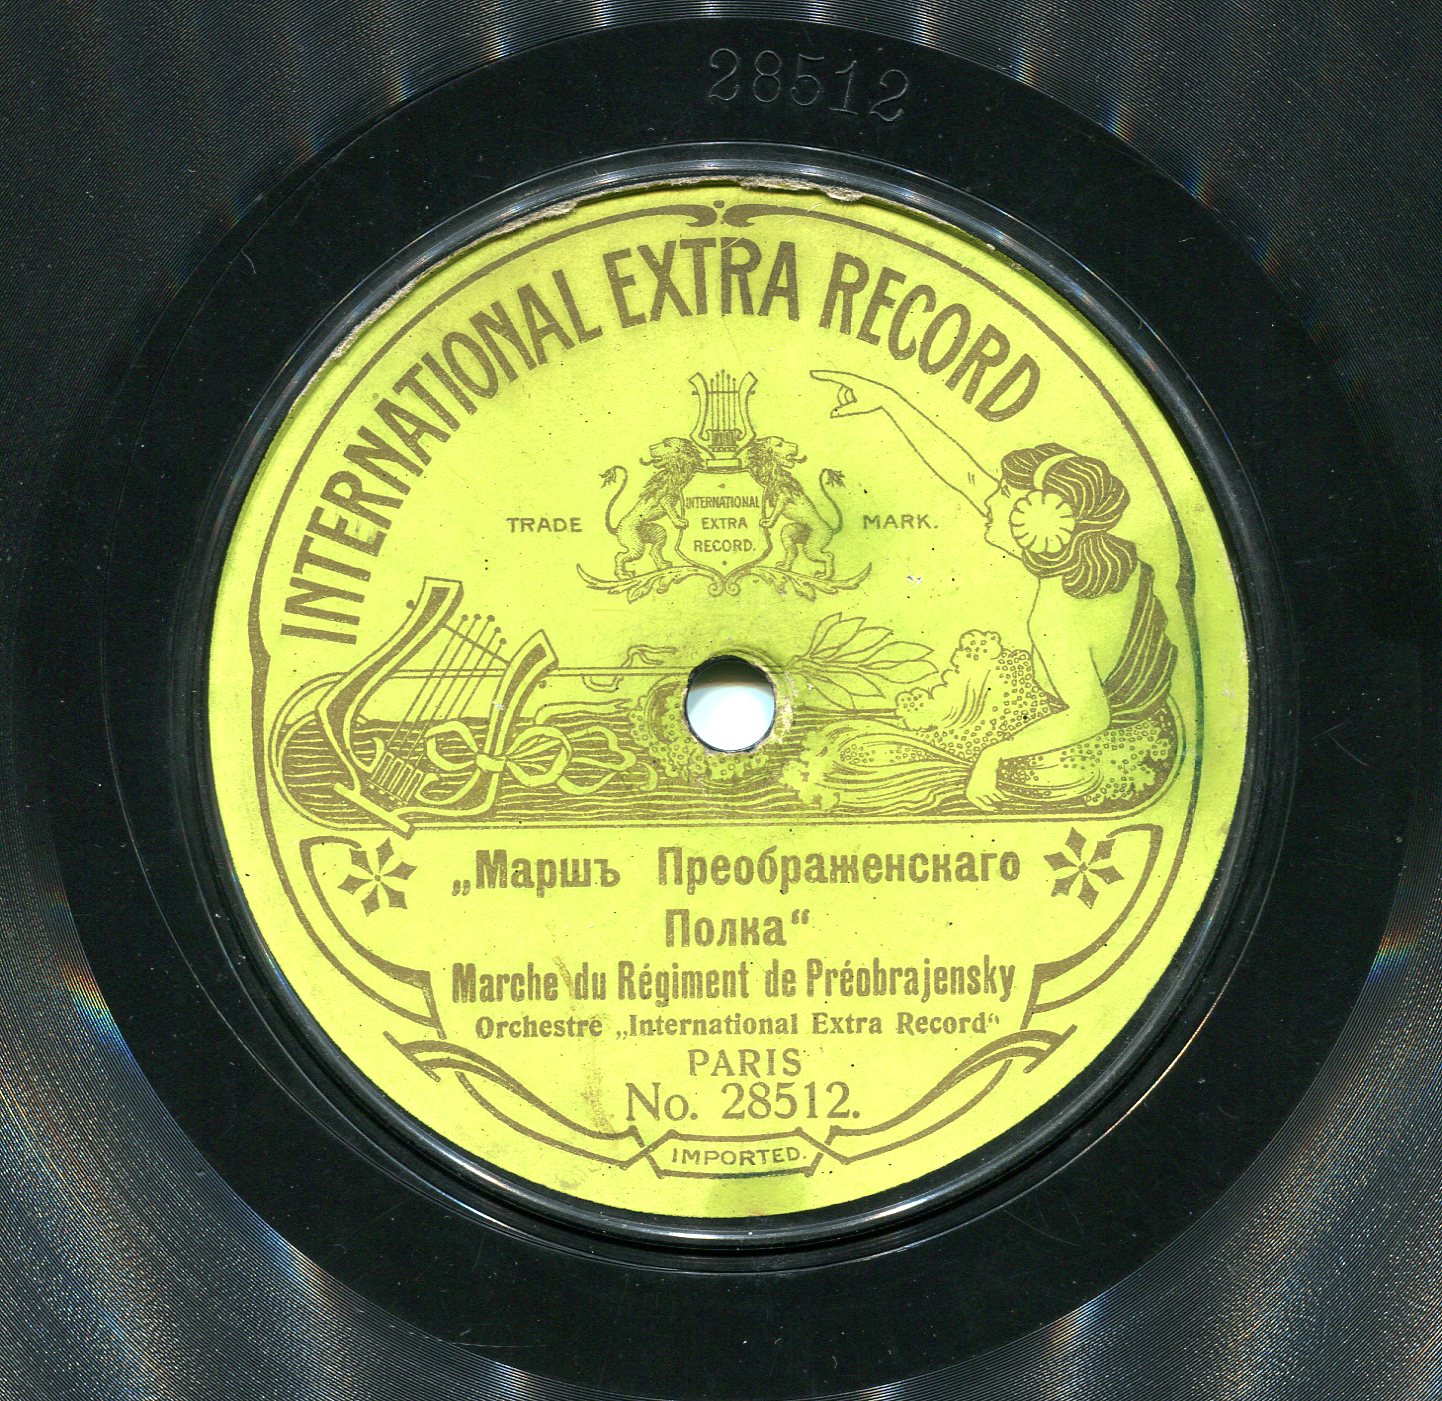 28512
INTERNATIONAL EXTRA RECORD
TRADE
INTERNATIONAL
EXTRA
RECORD.
MARK.
„Маршъ Преображенскаго
Полка“
Marche du Régiment de Préobrajensky
Orchestre „International Extra Record“
PARIS
No. 28512.
IMPORTED.